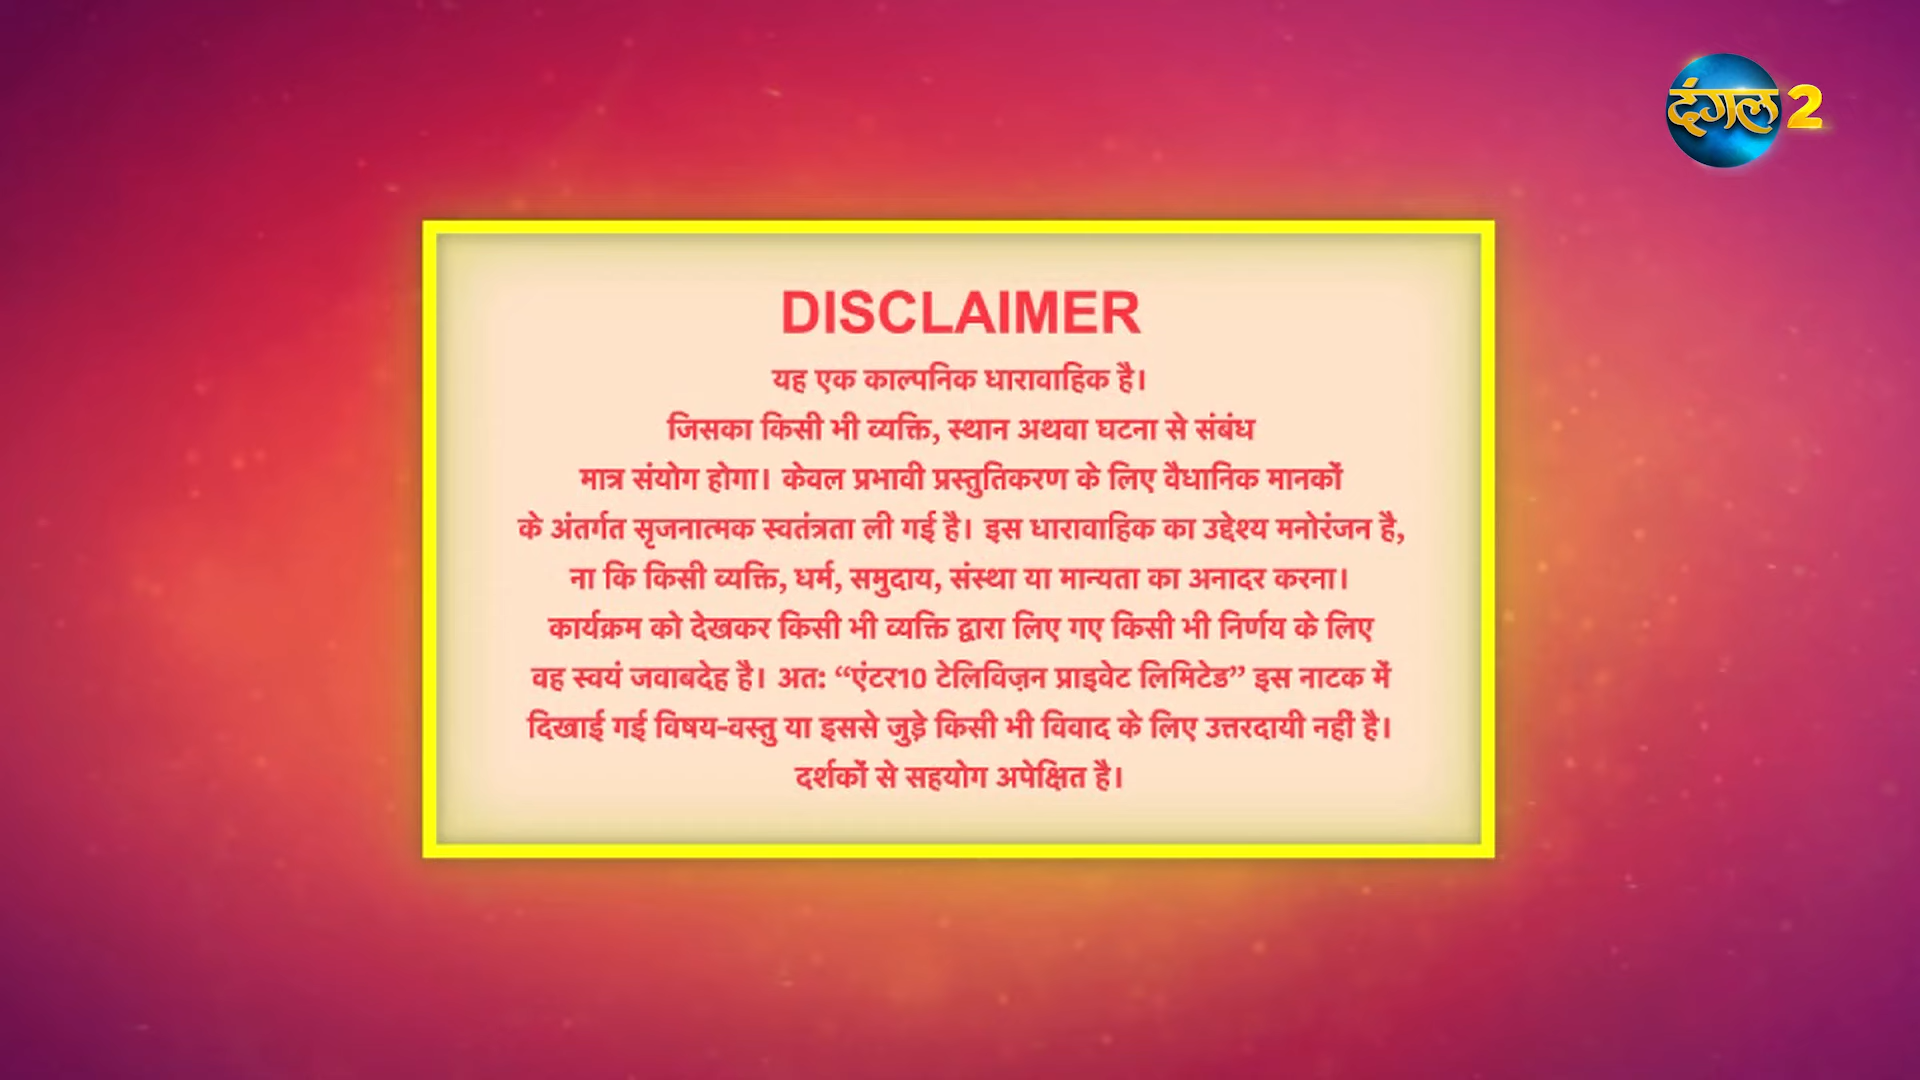 दंगल 2
DISCLAIMER
यह एक काल्पनिक धारावाहिक है।
जिसका किसी भी व्यक्ति, स्थान अथवा घटना से संबंध
मात्र संयोग होगा। केवल प्रभावी प्रस्तुतिकरण के लिए वैधानिक मानकों
के अंतर्गत सृजनात्मक स्वतंत्रता ली गई है। इस धारावाहिक का उद्देश्य मनोरंजन है,
ना कि किसी व्यक्ति, धर्म, समुदाय, संस्था या मान्यता का अनादर करना।
कार्यक्रम को देखकर किसी भी व्यक्ति द्वारा लिए गए किसी भी निर्णय के लिए
वह स्वयं जवाबदेह है। अत: “एंटर10 टेलिविज़न प्राइवेट लिमिटेड” इस नाटक में
दिखाई गई विषय-वस्तु या इससे जुड़े किसी भी विवाद के लिए उत्तरदायी नहीं है।
दर्शकों से सहयोग अपेक्षित है।